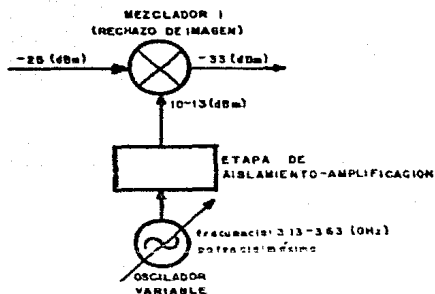 MEZCLADOR 1
(RECHAZO DE IMAGEN)
-25 (dBm)
-33 (dBm)
10-13 (dBm)
ETAPA DE
AISLAMIENTO-AMPLIFICACION
frecuencia: 3.13-3.63 (GHz)
potencia: máximo
OSCILADOR
VARIABLE